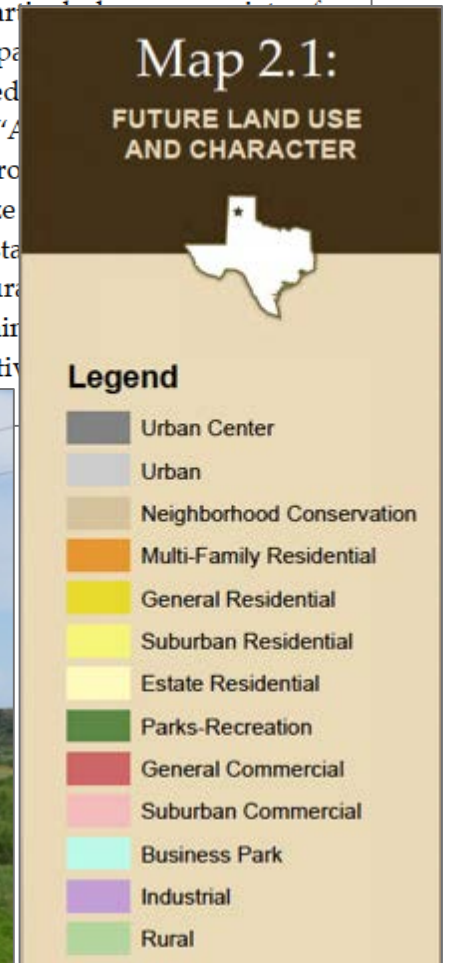 Map 2.1:
FUTURE LAND USE
AND CHARACTER
Legend
Urban Center
Urban
Neighborhood Conservation
Multi-Family Residential
General Residential
Suburban Residential
Estate Residential
Parks-Recreation
General Commercial
Suburban Commercial
Business Park
Industrial
Rural